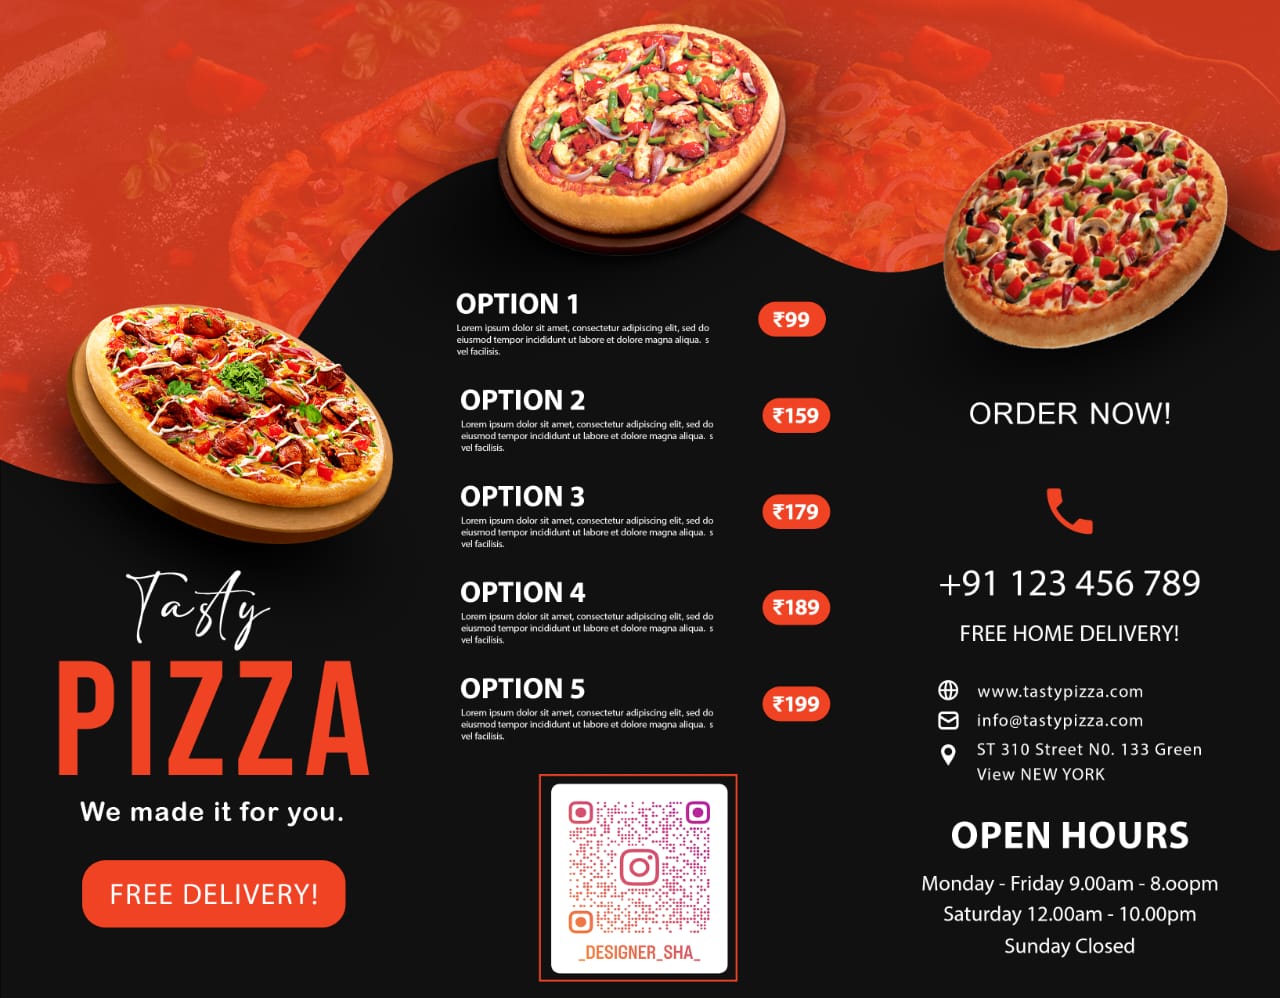 Tasty
PIZZA
We made it for you.
FREE DELIVERY!
OPTION 1
₹99
Lorem ipsum dolor sit amet, consectetur adipiscing elit, sed do
eiusmod tempor incididunt ut labore et dolore magna aliqua. s
vel facilisis.
OPTION 2
₹159
Lorem ipsum dolor sit amet, consectetur adipiscing elit, sed do
eiusmod tempor incididunt ut labore et dolore magna aliqua. s
vel facilisis.
OPTION 3
₹179
Lorem ipsum dolor sit amet, consectetur adipiscing elit, sed do
eiusmod tempor incididunt ut labore et dolore magna aliqua. s
vel facilisis.
OPTION 4
₹189
Lorem ipsum dolor sit amet, consectetur adipiscing elit, sed do
eiusmod tempor incididunt ut labore et dolore magna aliqua. s
vel facilisis.
OPTION 5
₹199
Lorem ipsum dolor sit amet, consectetur adipiscing elit, sed do
eiusmod tempor incididunt ut labore et dolore magna aliqua. s
vel facilisis.
_DESIGNER_SHA_
ORDER NOW!
+91 123 456 789
FREE HOME DELIVERY!
www.tastypizza.com
info@tastypizza.com
ST 310 Street N0. 133 Green
View NEW YORK
OPEN HOURS
Monday - Friday 9.00am - 8.oopm
Saturday 12.00am - 10.00pm
Sunday Closed